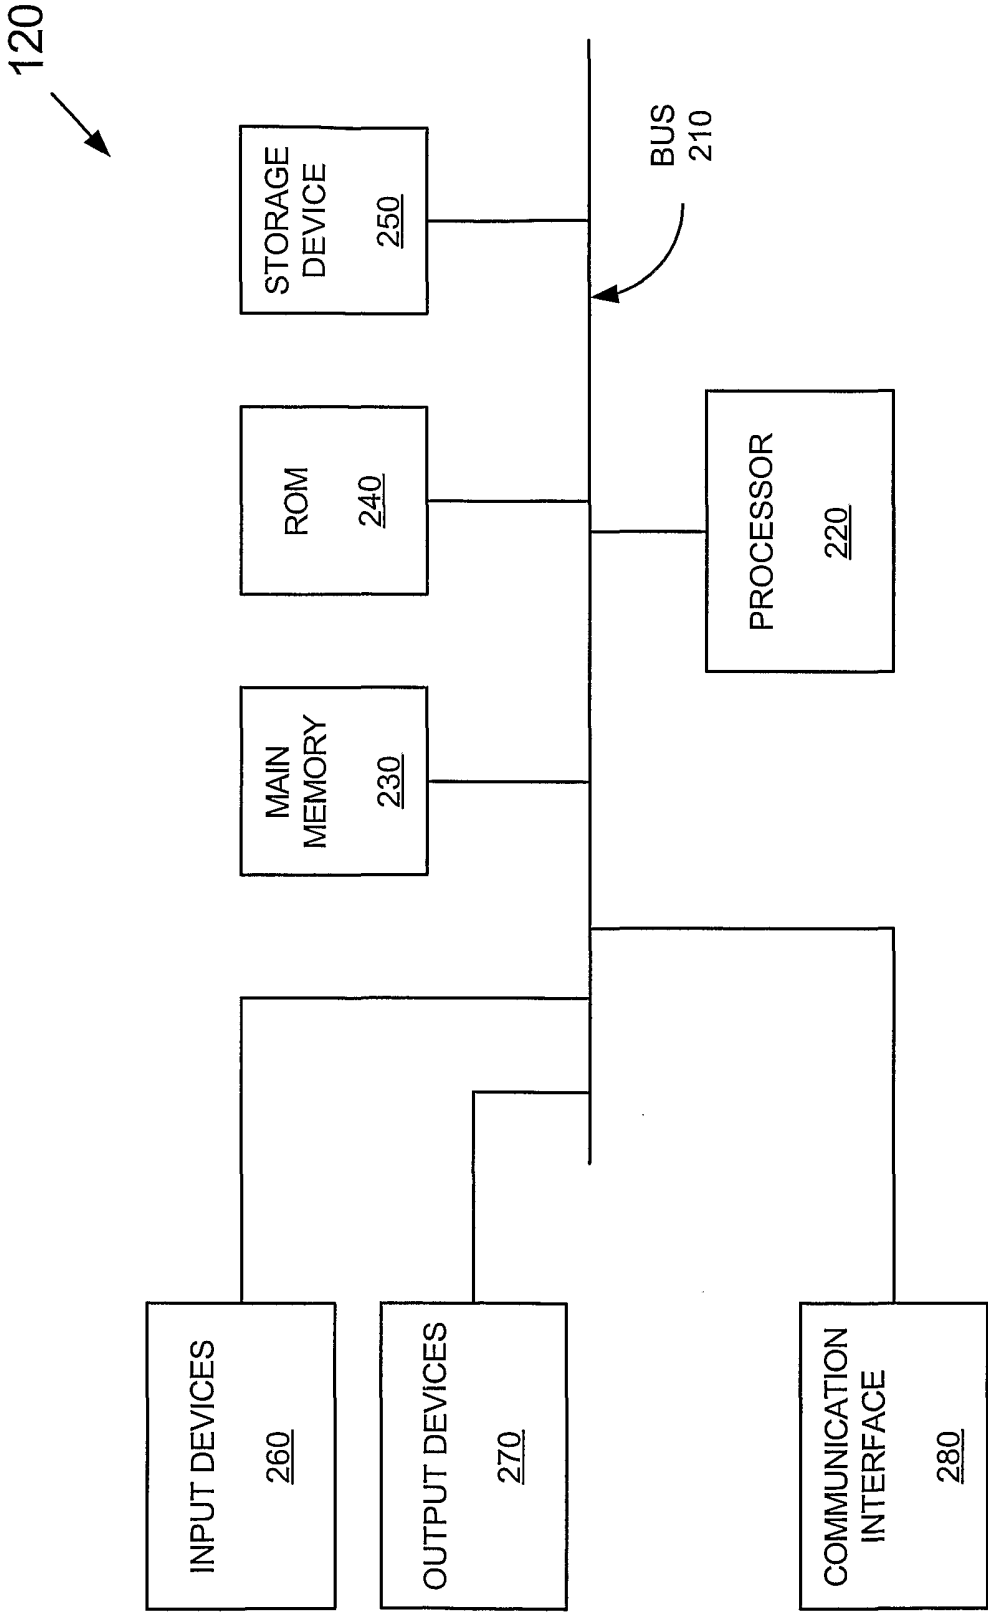 120
INPUT DEVICES
260
OUTPUT DEVICES
270
COMMUNICATION
INTERFACE
280
MAIN
MEMORY
230
ROM
240
STORAGE
DEVICE
250
PROCESSOR
220
BUS
210